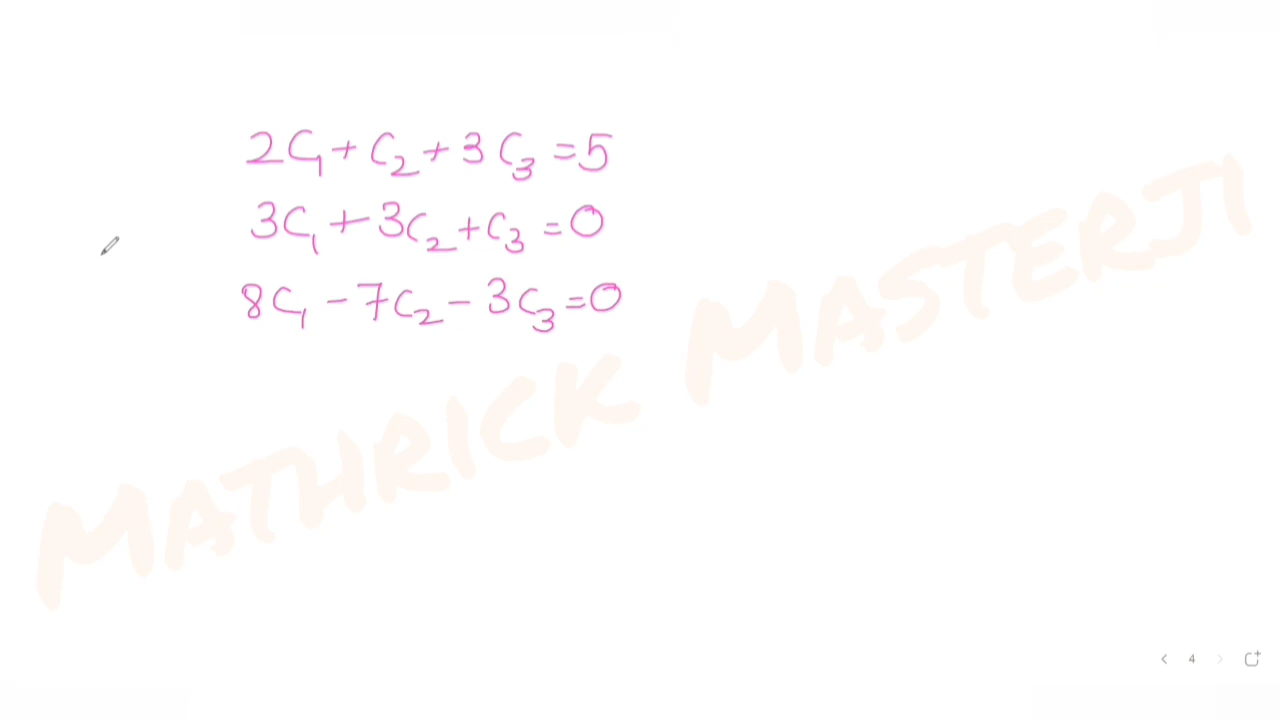 2C₁ + C₂ + 3C₃ = 5
3C₁ + 3C₂ + C₃ = 0
8C₁ - 7C₂ - 3C₃ = 0
MATHRICK MASTERJI
< 4 >